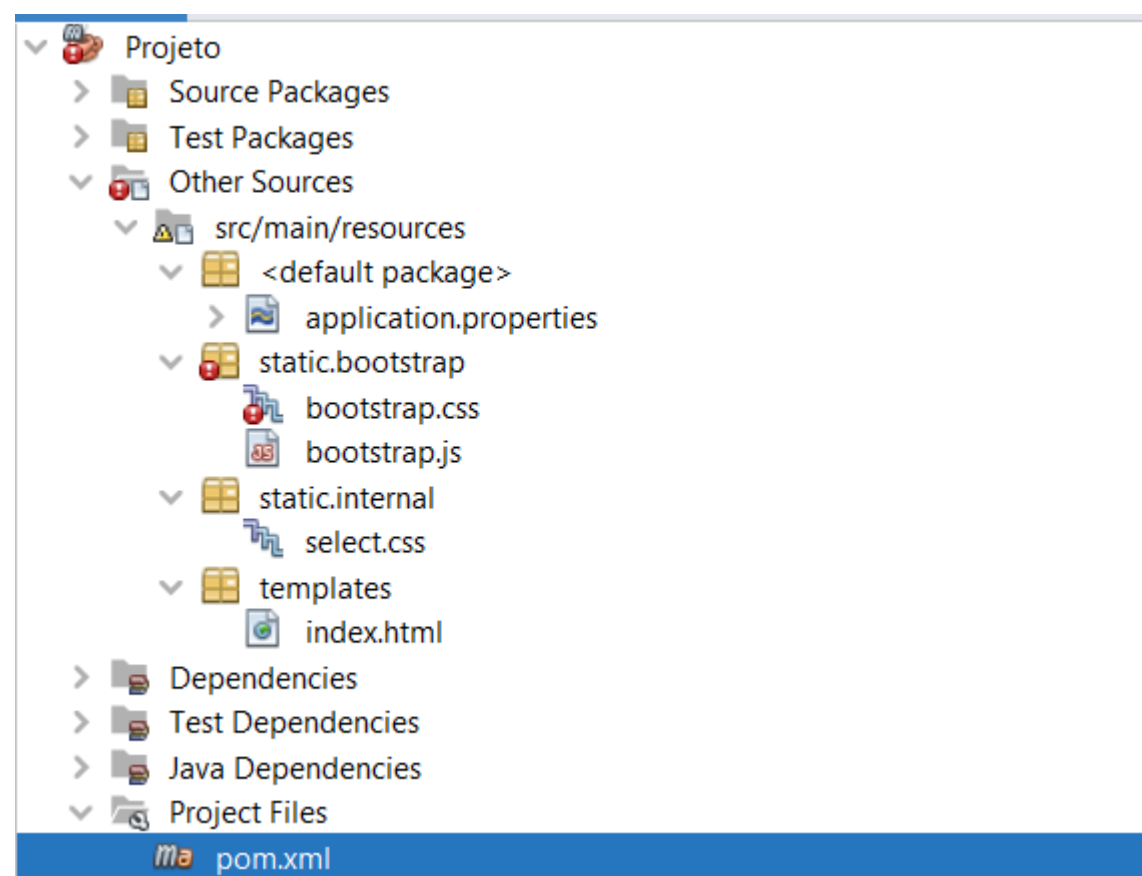 Projeto
Source Packages
Test Packages
Other Sources
src/main/resources
<default package>
application.properties
static.bootstrap
bootstrap.css
bootstrap.js
static.internal
select.css
templates
index.html
Dependencies
Test Dependencies
Java Dependencies
Project Files
pom.xml